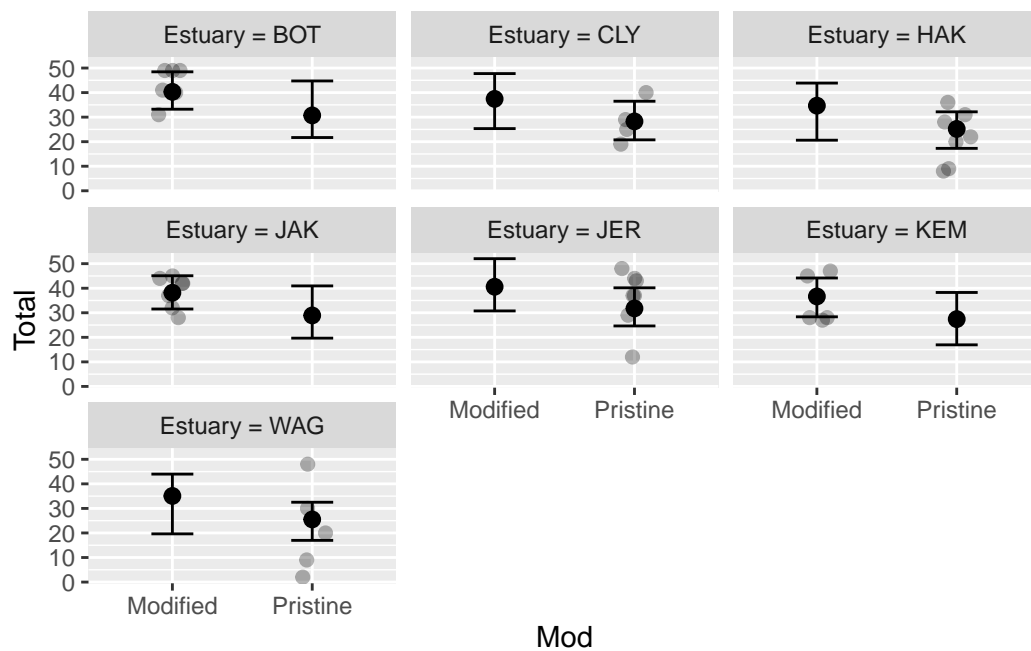 Estuary = BOT
Estuary = CLY
Estuary = HAK
50
40
30
20
10
0
Estuary = JAK
Estuary = JER
Estuary = KEM
50
40
30
20
10
0
Modified
Pristine
Modified
Pristine
Estuary = WAG
50
40
30
20
10
0
Modified
Pristine
Total
Mod